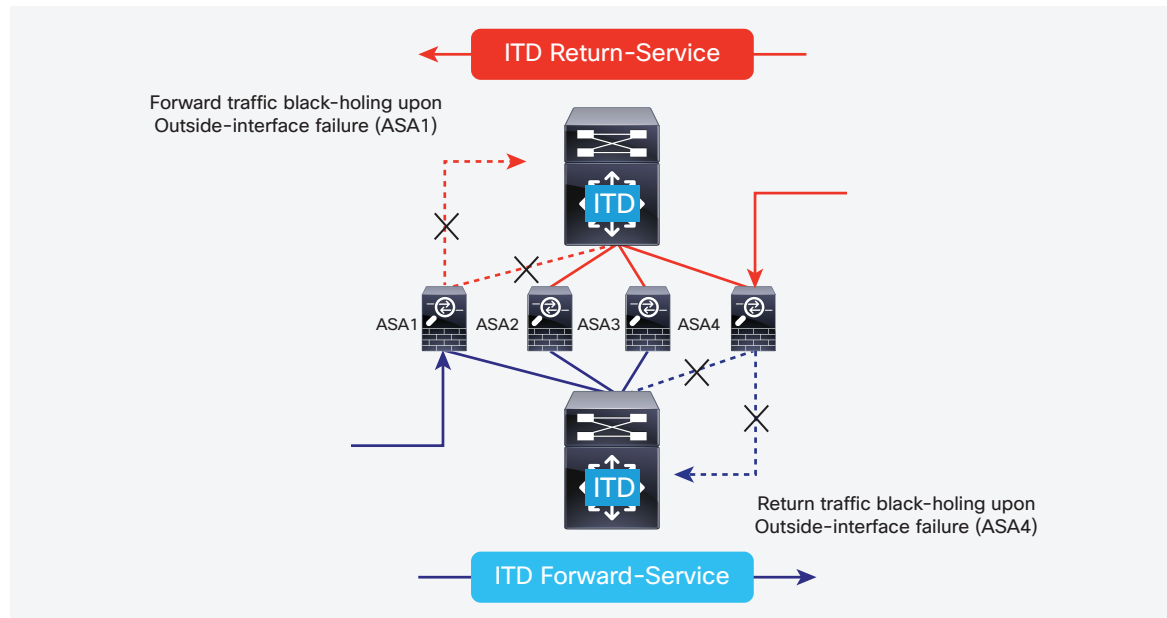 ITD Return-Service
Forward traffic black-holing upon
Outside-interface failure (ASA1)
ITD
ASA1
ASA2
ASA3
ASA4
ITD
Return traffic black-holing upon
Outside-interface failure (ASA4)
ITD Forward-Service